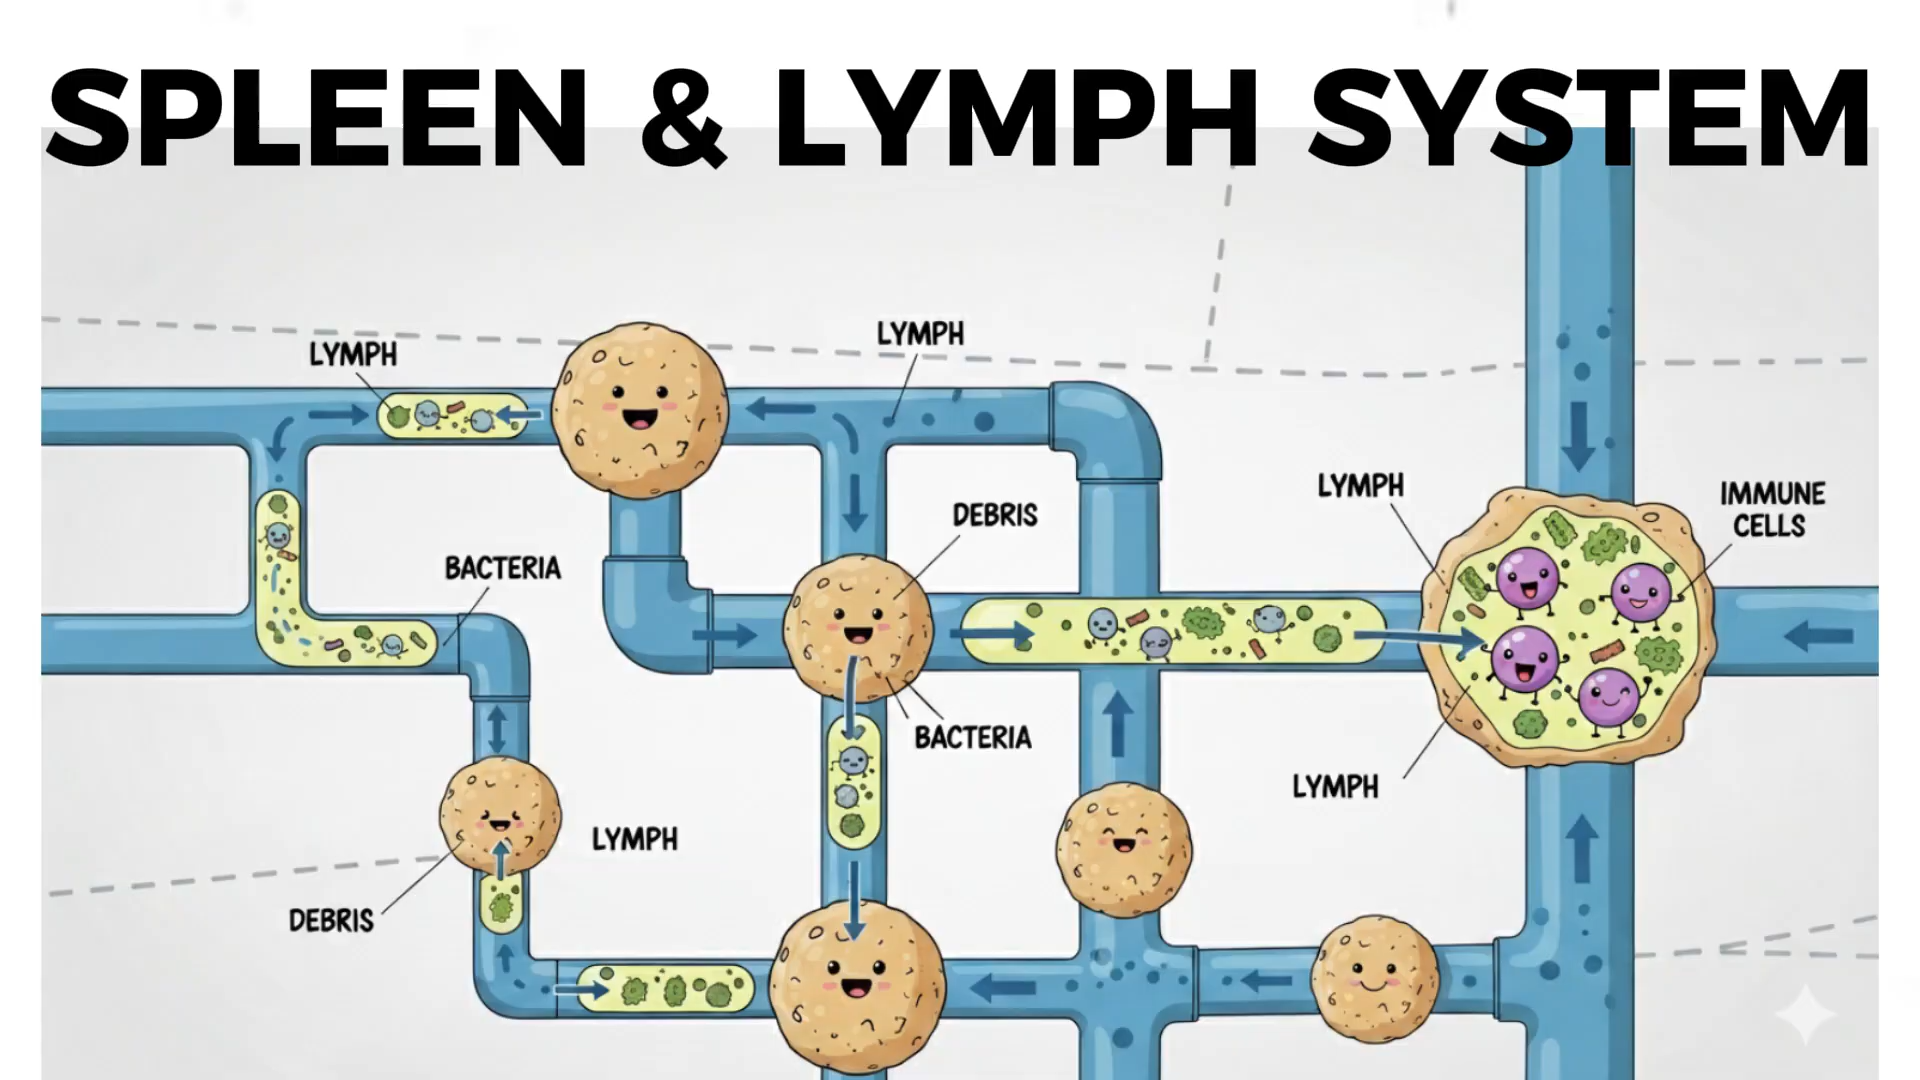 SPLEEN & LYMPH SYSTEM
LYMPH
LYMPH
LYMPH
IMMUNE
CELLS
DEBRIS
BACTERIA
BACTERIA
LYMPH
LYMPH
DEBRIS